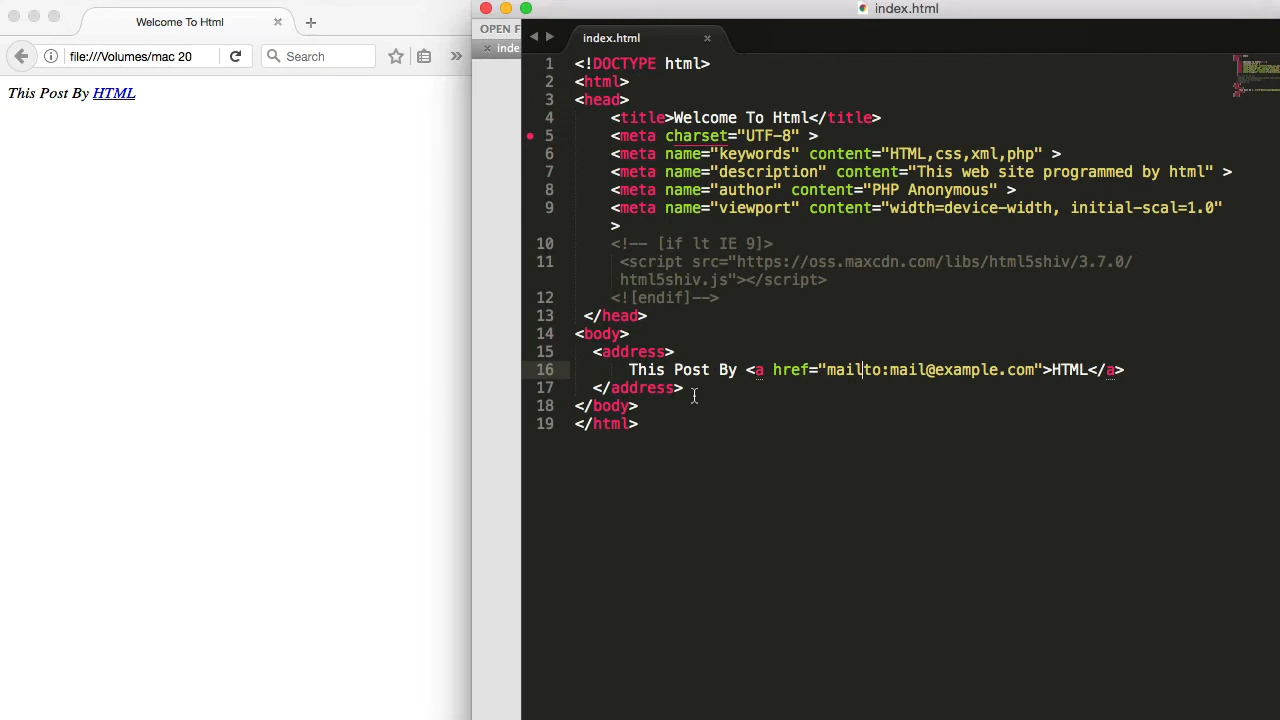 Welcome To Html
file:///Volumes/mac 20
Search
This Post By HTML
index.html
OPEN F
inde
index.html
1 <!DOCTYPE html>
2 <html>
3 <head>
4 <title>Welcome To Html</title>
5 <meta charset="UTF-8" >
6 <meta name="keywords" content="HTML,css,xml,php" >
7 <meta name="description" content="This web site programmed by html" >
8 <meta name="author" content="PHP Anonymous" >
9 <meta name="viewport" content="width=device-width, initial-scal=1.0"
>
10 <!-- [if lt IE 9]>
11 <script src="https://oss.maxcdn.com/libs/html5shiv/3.7.0/
html5shiv.js"></script>
12 <![endif]-->
13 </head>
14 <body>
15 <address>
16 This Post By <a href="mailto:mail@example.com">HTML</a>
17 </address>
18 </body>
19 </html>